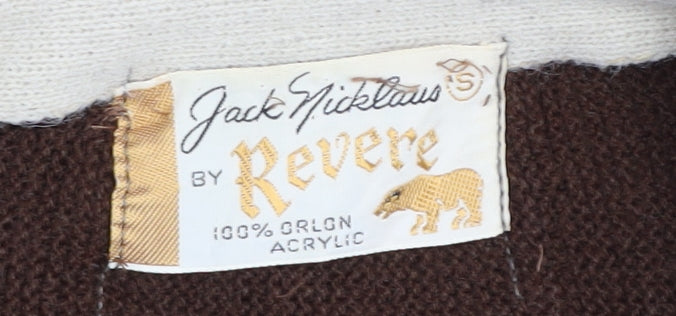 Jack Nicklaus S
BY Revere
100% ORLON
ACRYLIC